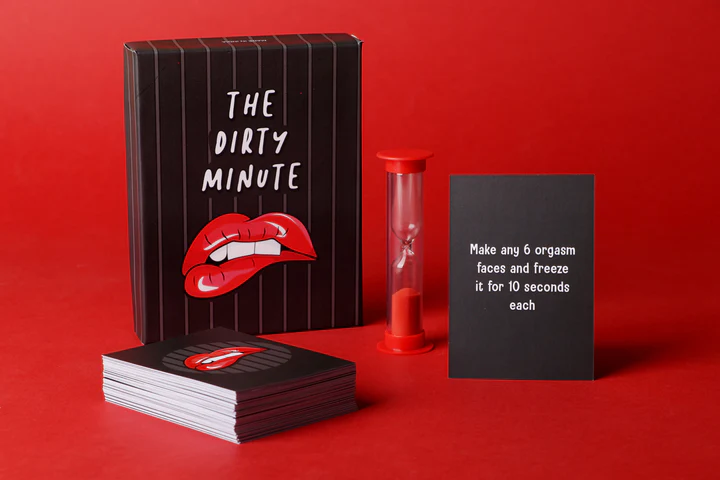 THE
DIRTY
MINUTE
Make any 6 orgasm
faces and freeze
it for 10 seconds
each